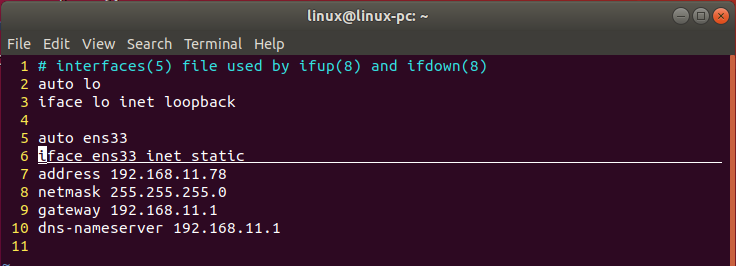 linux@linux-pc: ~
File Edit View Search Terminal Help
1 # interfaces(5) file used by ifup(8) and ifdown(8)
2 auto lo
3 iface lo inet loopback
4
5 auto ens33
6 iface ens33 inet static
7 address 192.168.11.78
8 netmask 255.255.255.0
9 gateway 192.168.11.1
10 dns-nameserver 192.168.11.1
11
~